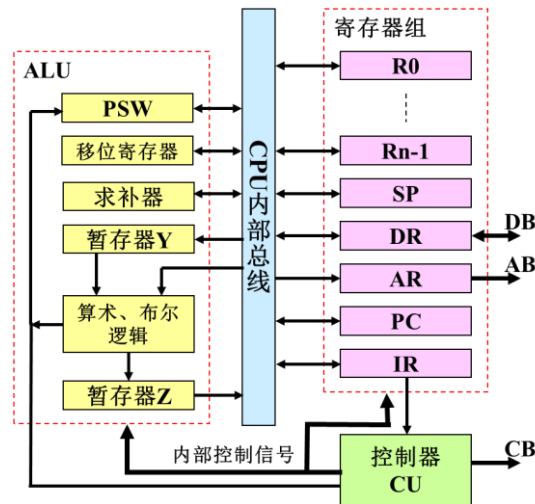 寄存器组
ALU
R0
PSW
移位寄存器
Rn-1
求补器
SP
CPU内部总线
暂存器Y
DR
DB
AR
AB
算术、布尔
逻辑
PC
IR
暂存器Z
内部控制信号
控制器
CU
CB